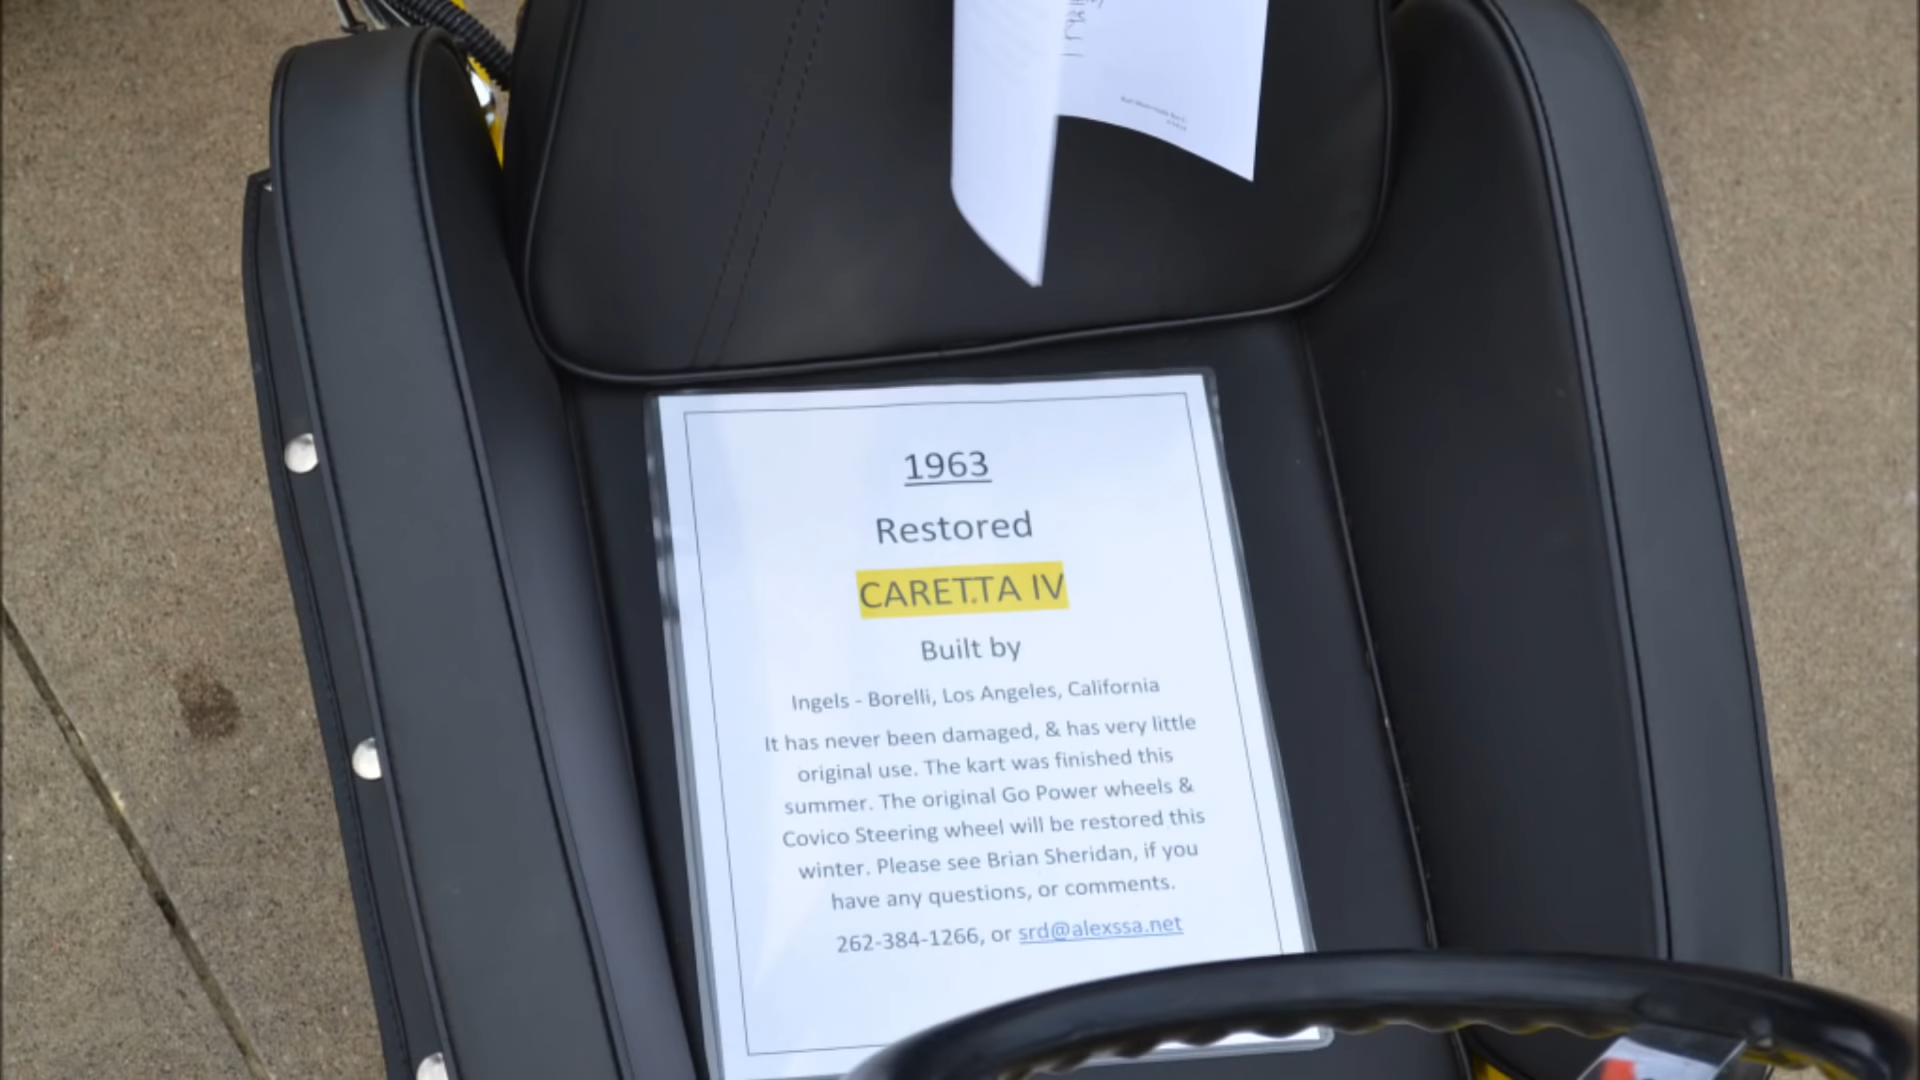 1963
Restored
CARETTA IV
Built by
Ingels - Borelli, Los Angeles, California
It has never been damaged, & has very little
original use. The kart was finished this
summer. The original Go Power wheels &
Covico Steering wheel will be restored this
winter. Please see Brian Sheridan, if you
have any questions, or comments.
262-384-1266, or srd@alexssa.net